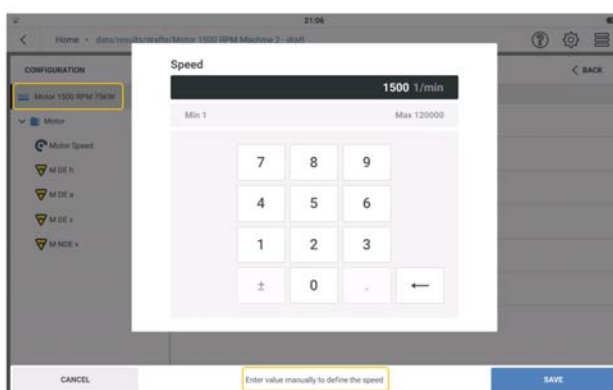 21:06
Home › data/results/drafts/Motor 1500 RPM Machine 2 - draft
CONFIGURATION
Speed
< BACK
1500 1/min
Motor 1500 RPM 75KW
Min 1
Max 120000
Motor
Motor Speed
M DE h
M DE a
M DE v
M NDE v
7 8 9
4 5 6
1 2 3
± 0 . ←
CANCEL
Enter value manually to define the speed
SAVE